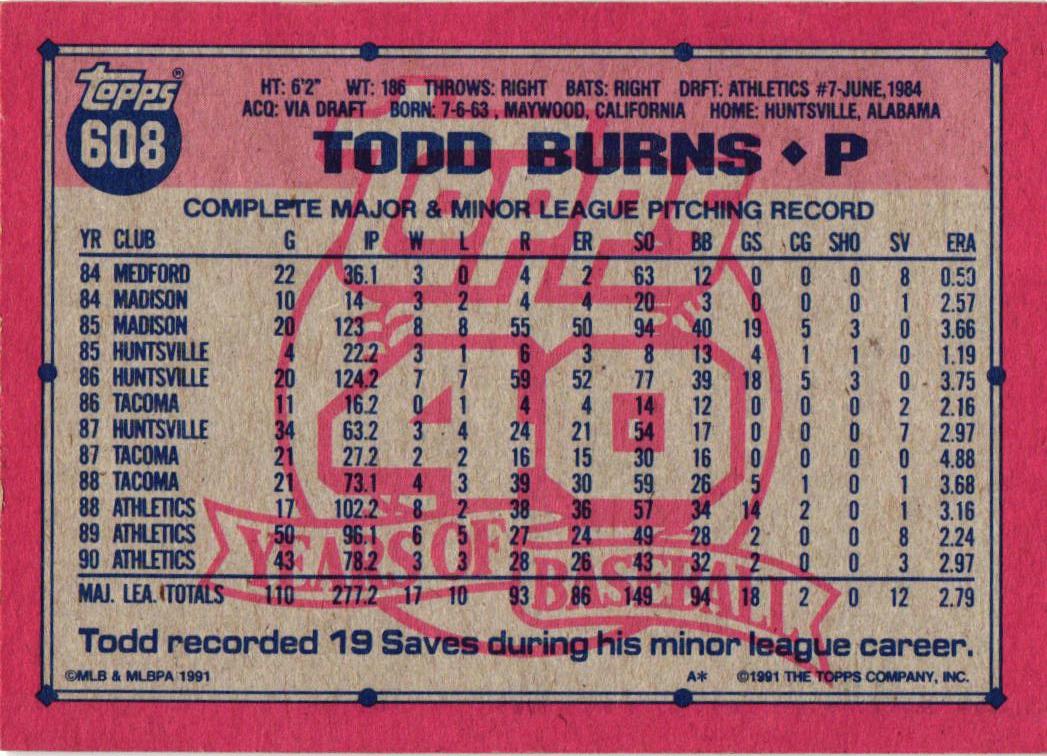 TOPPS®
608
HT: 6'2" WT: 186 THROWS: RIGHT BATS: RIGHT DRFT: ATHLETICS #7-JUNE,1984
ACQ: VIA DRAFT BORN: 7-6-63 , MAYWOOD, CALIFORNIA HOME: HUNTSVILLE, ALABAMA
TODD BURNS ◆ P
COMPLETE MAJOR & MINOR LEAGUE PITCHING RECORD
YR CLUB G IP W L R ER SO BB GS CG SHO SV ERA
84 MEDFORD 22 36.1 3 0 4 2 63 12 0 0 0 8 0.50
84 MADISON 10 14 3 2 4 4 20 3 0 0 0 1 2.57
85 MADISON 20 123 8 8 55 50 94 40 19 5 3 0 3.66
85 HUNTSVILLE 4 22.2 3 1 6 3 8 13 4 1 1 0 1.19
86 HUNTSVILLE 20 124.2 7 7 59 52 77 39 18 5 3 0 3.75
86 TACOMA 11 16.2 0 1 4 4 14 12 0 0 0 2 2.16
87 HUNTSVILLE 34 63.2 3 4 24 21 54 17 0 0 0 7 2.97
87 TACOMA 21 27.2 2 2 16 15 30 16 0 0 0 0 4.88
88 TACOMA 21 73.1 4 3 39 30 59 26 5 1 0 1 3.68
88 ATHLETICS 17 102.2 8 2 38 36 57 34 14 2 0 1 3.16
89 ATHLETICS 50 96.1 6 5 27 24 49 28 2 0 0 8 2.24
90 ATHLETICS 43 78.2 3 3 28 26 43 32 2 0 0 3 2.97
MAJ. LEA. TOTALS 110 277.2 17 10 93 86 149 94 18 2 0 12 2.79
TOPPS
40
YEARS OF BASEBALL
Todd recorded 19 Saves during his minor league career.
©MLB & MLBPA 1991 A* ©1991 THE TOPPS COMPANY, INC.